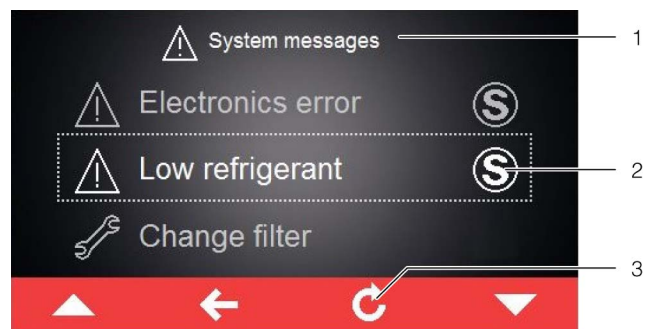 System messages
1
Electronics error
S
Low refrigerant
S
2
Change filter
3